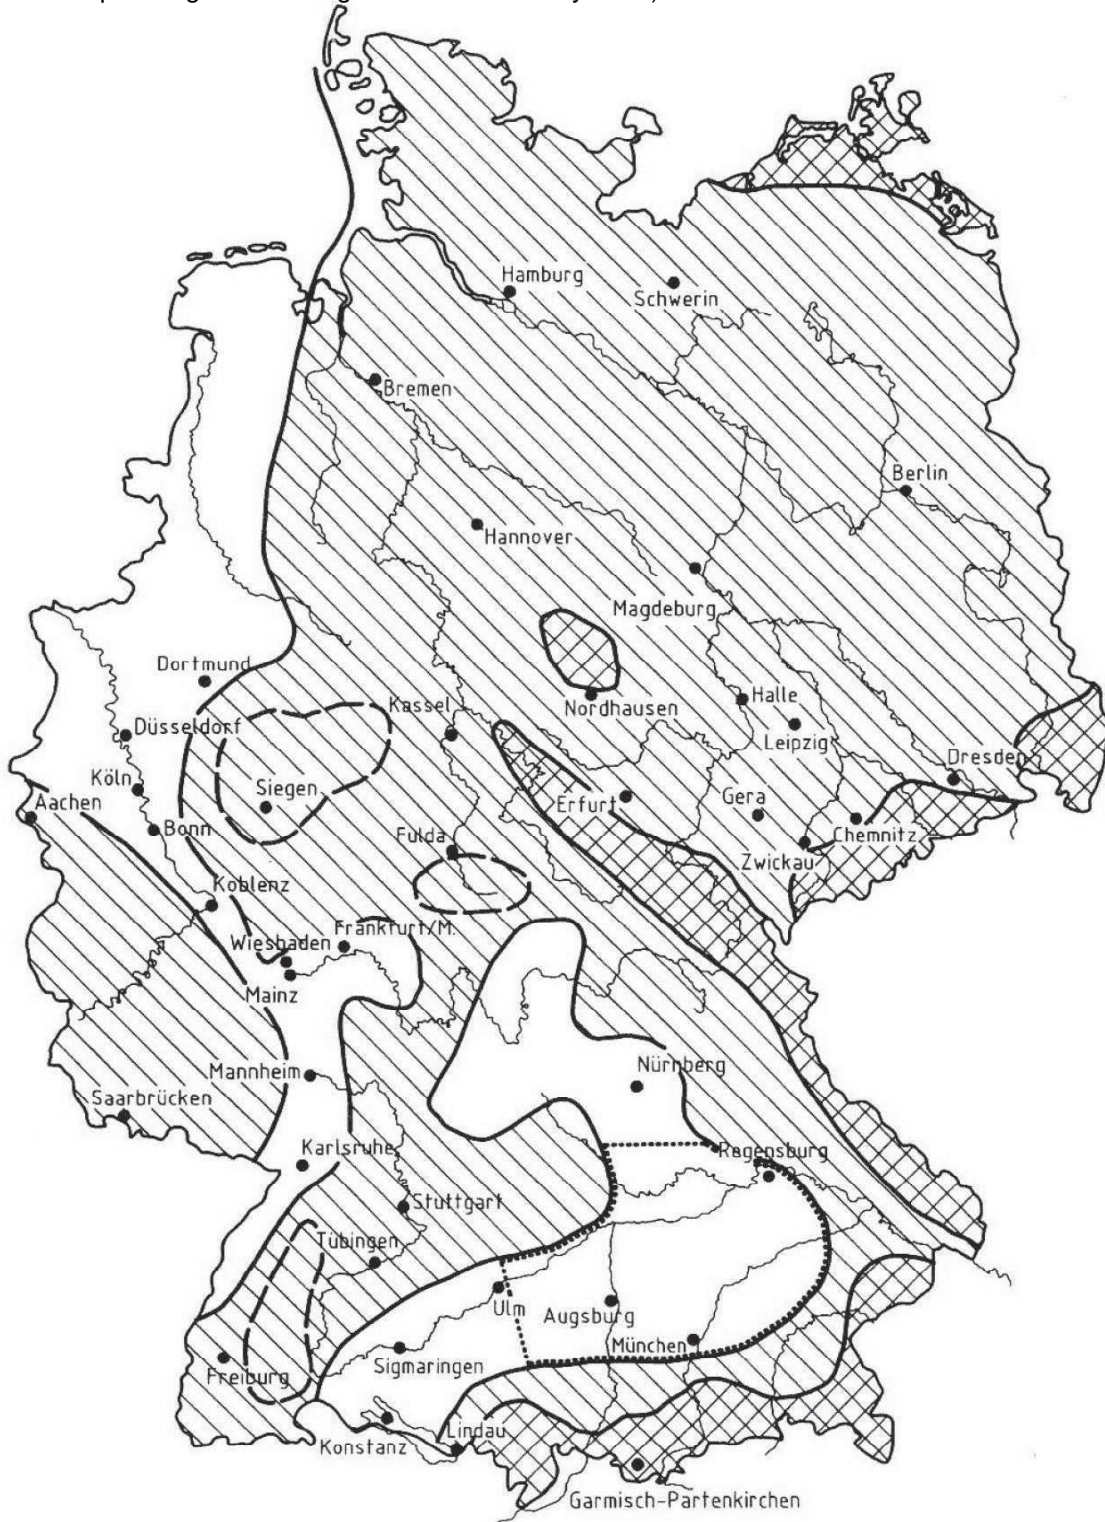 Hamburg
Schwerin
Bremen
Berlin
Hannover
Magdeburg
Dortmund
Kassel
Nordhausen
Halle
Düsseldorf
Leipzig
Köln
Siegen
Dresden
Aachen
Erfurt
Gera
Bonn
Fulda
Chemnitz
Zwickau
Koblenz
Wiesbaden
Frankfurt/M.
Mainz
Mannheim
Nürnberg
Saarbrücken
Karlsruhe
Regensburg
Stuttgart
Tübingen
Ulm
Augsburg
München
Sigmaringen
Freiburg
Konstanz
Lindau
Garmisch-Partenkirchen